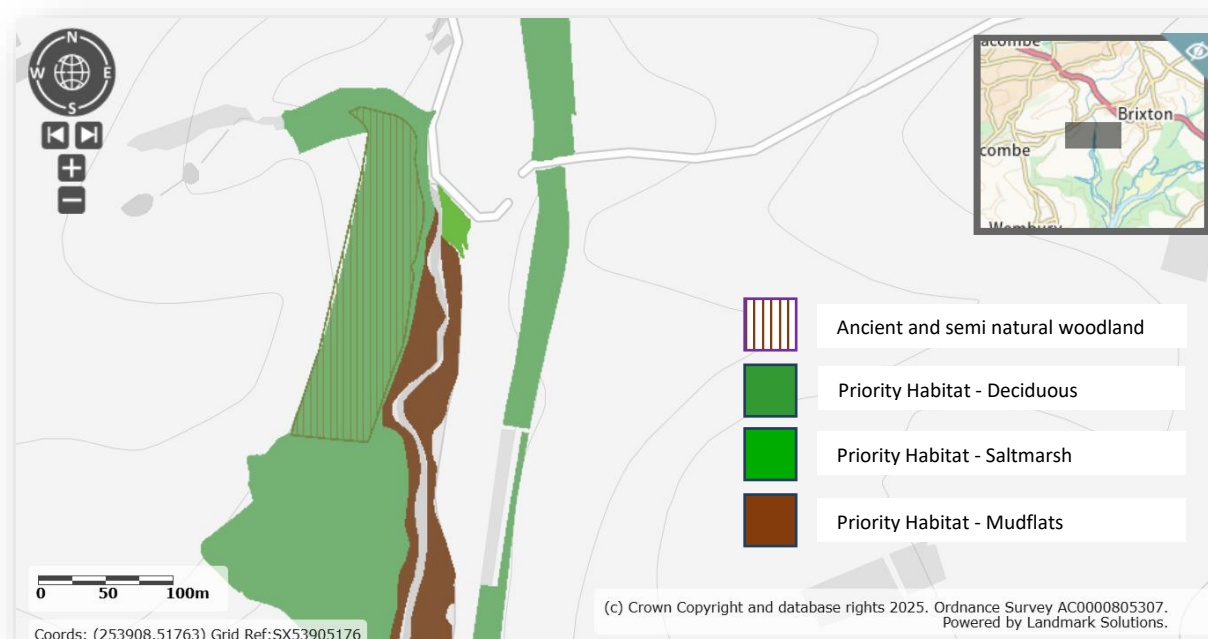 N
W
E
S
acombe
Brixton
combe
Wembury
Ancient and semi natural woodland
Priority Habitat - Deciduous
Priority Habitat - Saltmarsh
Priority Habitat - Mudflats
0 50 100m
(c) Crown Copyright and database rights 2025. Ordnance Survey AC0000805307.
Powered by Landmark Solutions.
Coords: (253908,51763) Grid Ref:SX53905176